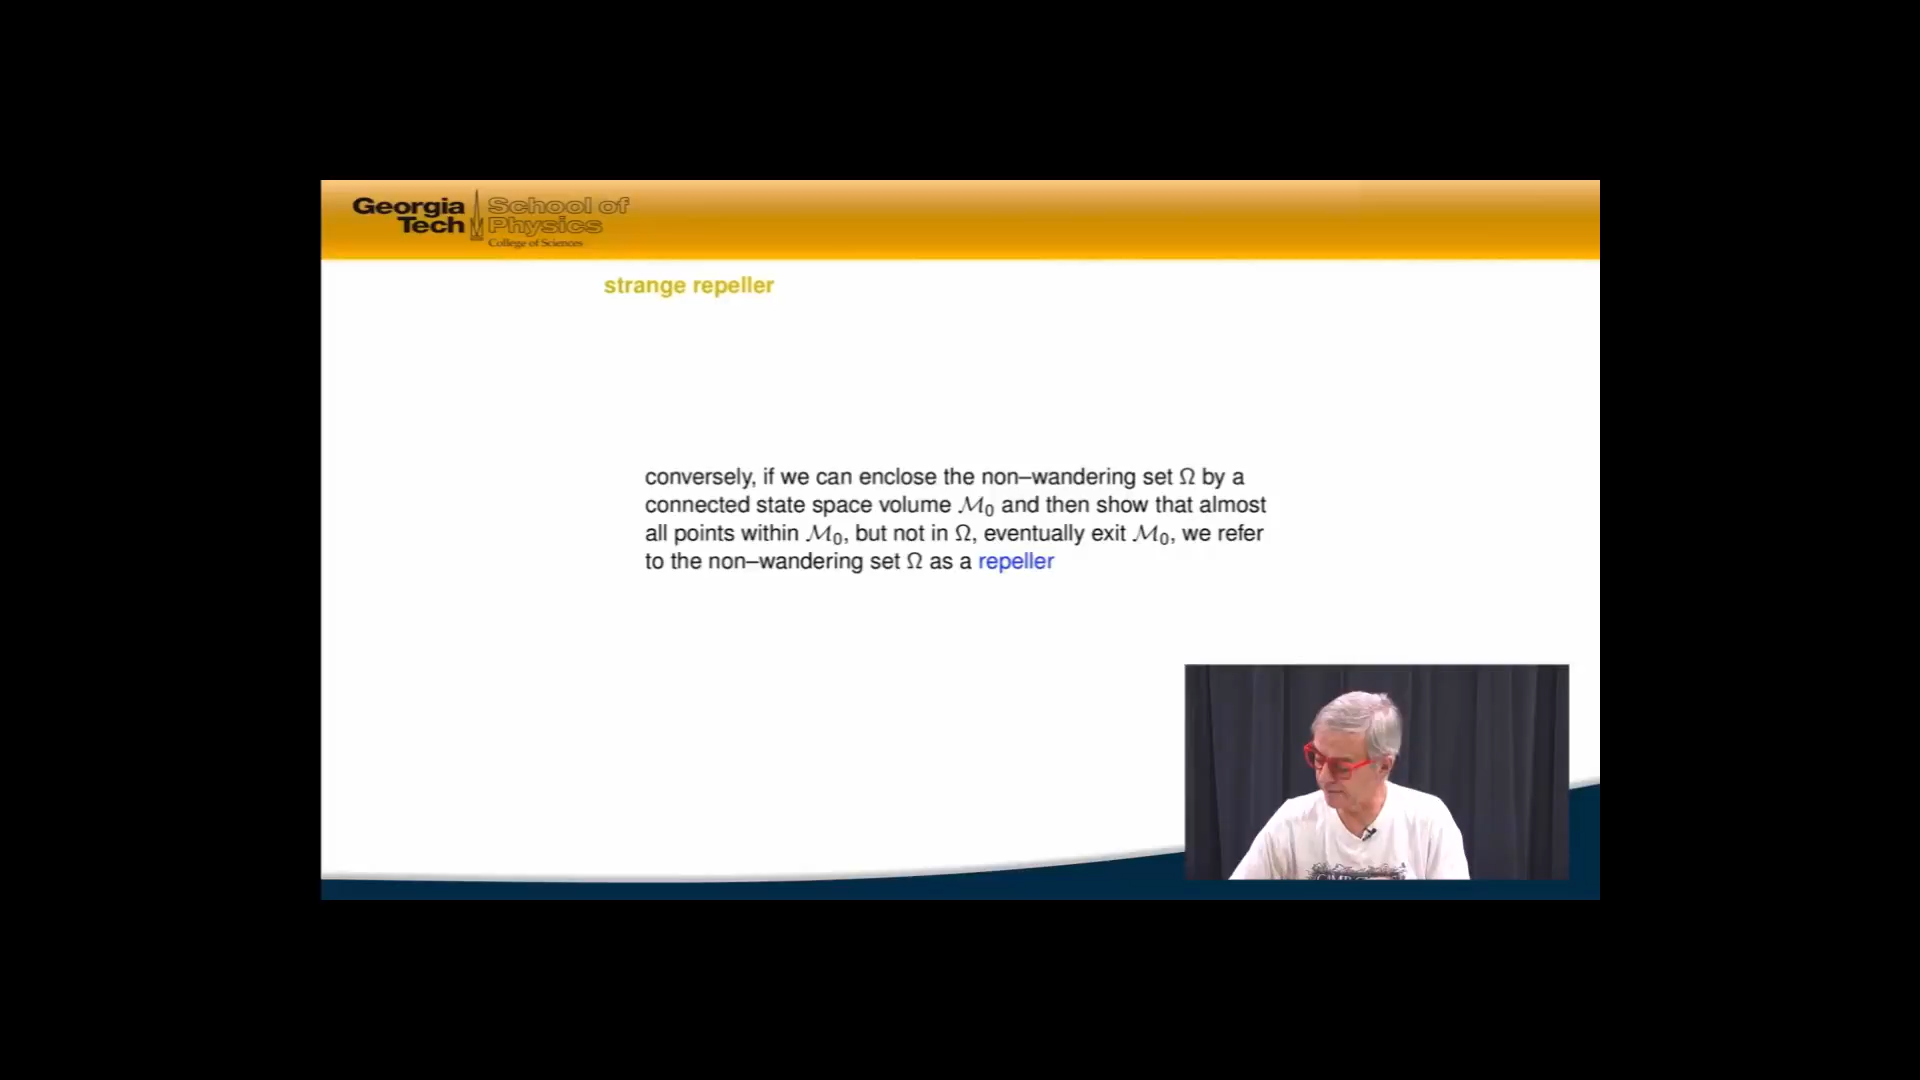 Georgia Tech
School of Physics
College of Sciences
strange repeller
conversely, if we can enclose the non–wandering set Ω by a
connected state space volume ℳ₀ and then show that almost
all points within ℳ₀, but not in Ω, eventually exit ℳ₀, we refer
to the non–wandering set Ω as a repeller